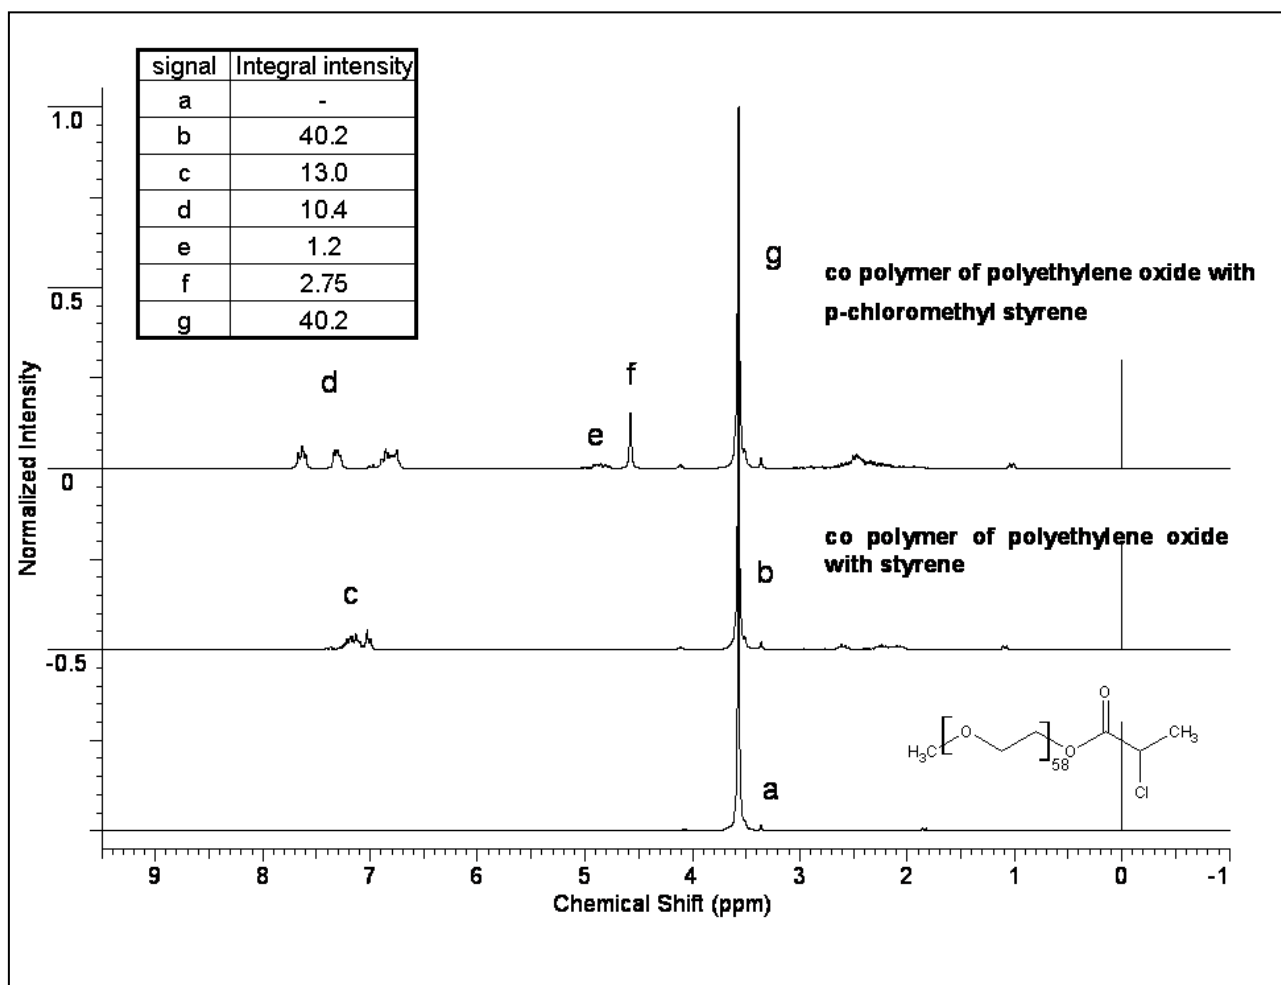 signal Integral intensity
a -
b 40.2
c 13.0
d 10.4
e 1.2
f 2.75
g 40.2
1.0
0.5
0
-0.5
Normalized Intensity
d
e
f
g
co polymer of polyethylene oxide with
p-chloromethyl styrene
c
b
co polymer of polyethylene oxide
with styrene
a
H3C
O
58
O
O
CH3
Cl
9 8 7 6 5 4 3 2 1 0 -1
Chemical Shift (ppm)